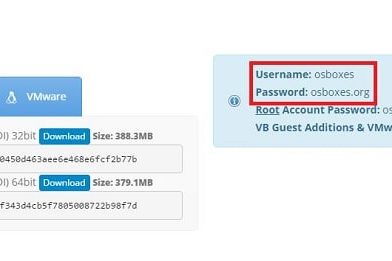 VMware
DI) 32bit Download Size: 388.3MB
0450d463aee6e468e6fcf2b77b
DI) 64bit Download Size: 379.1MB
f343d4cb5f7805008722b98f7d
Username: osboxes
Password: osboxes.org
Root Account Password: os
VB Guest Additions & VMw